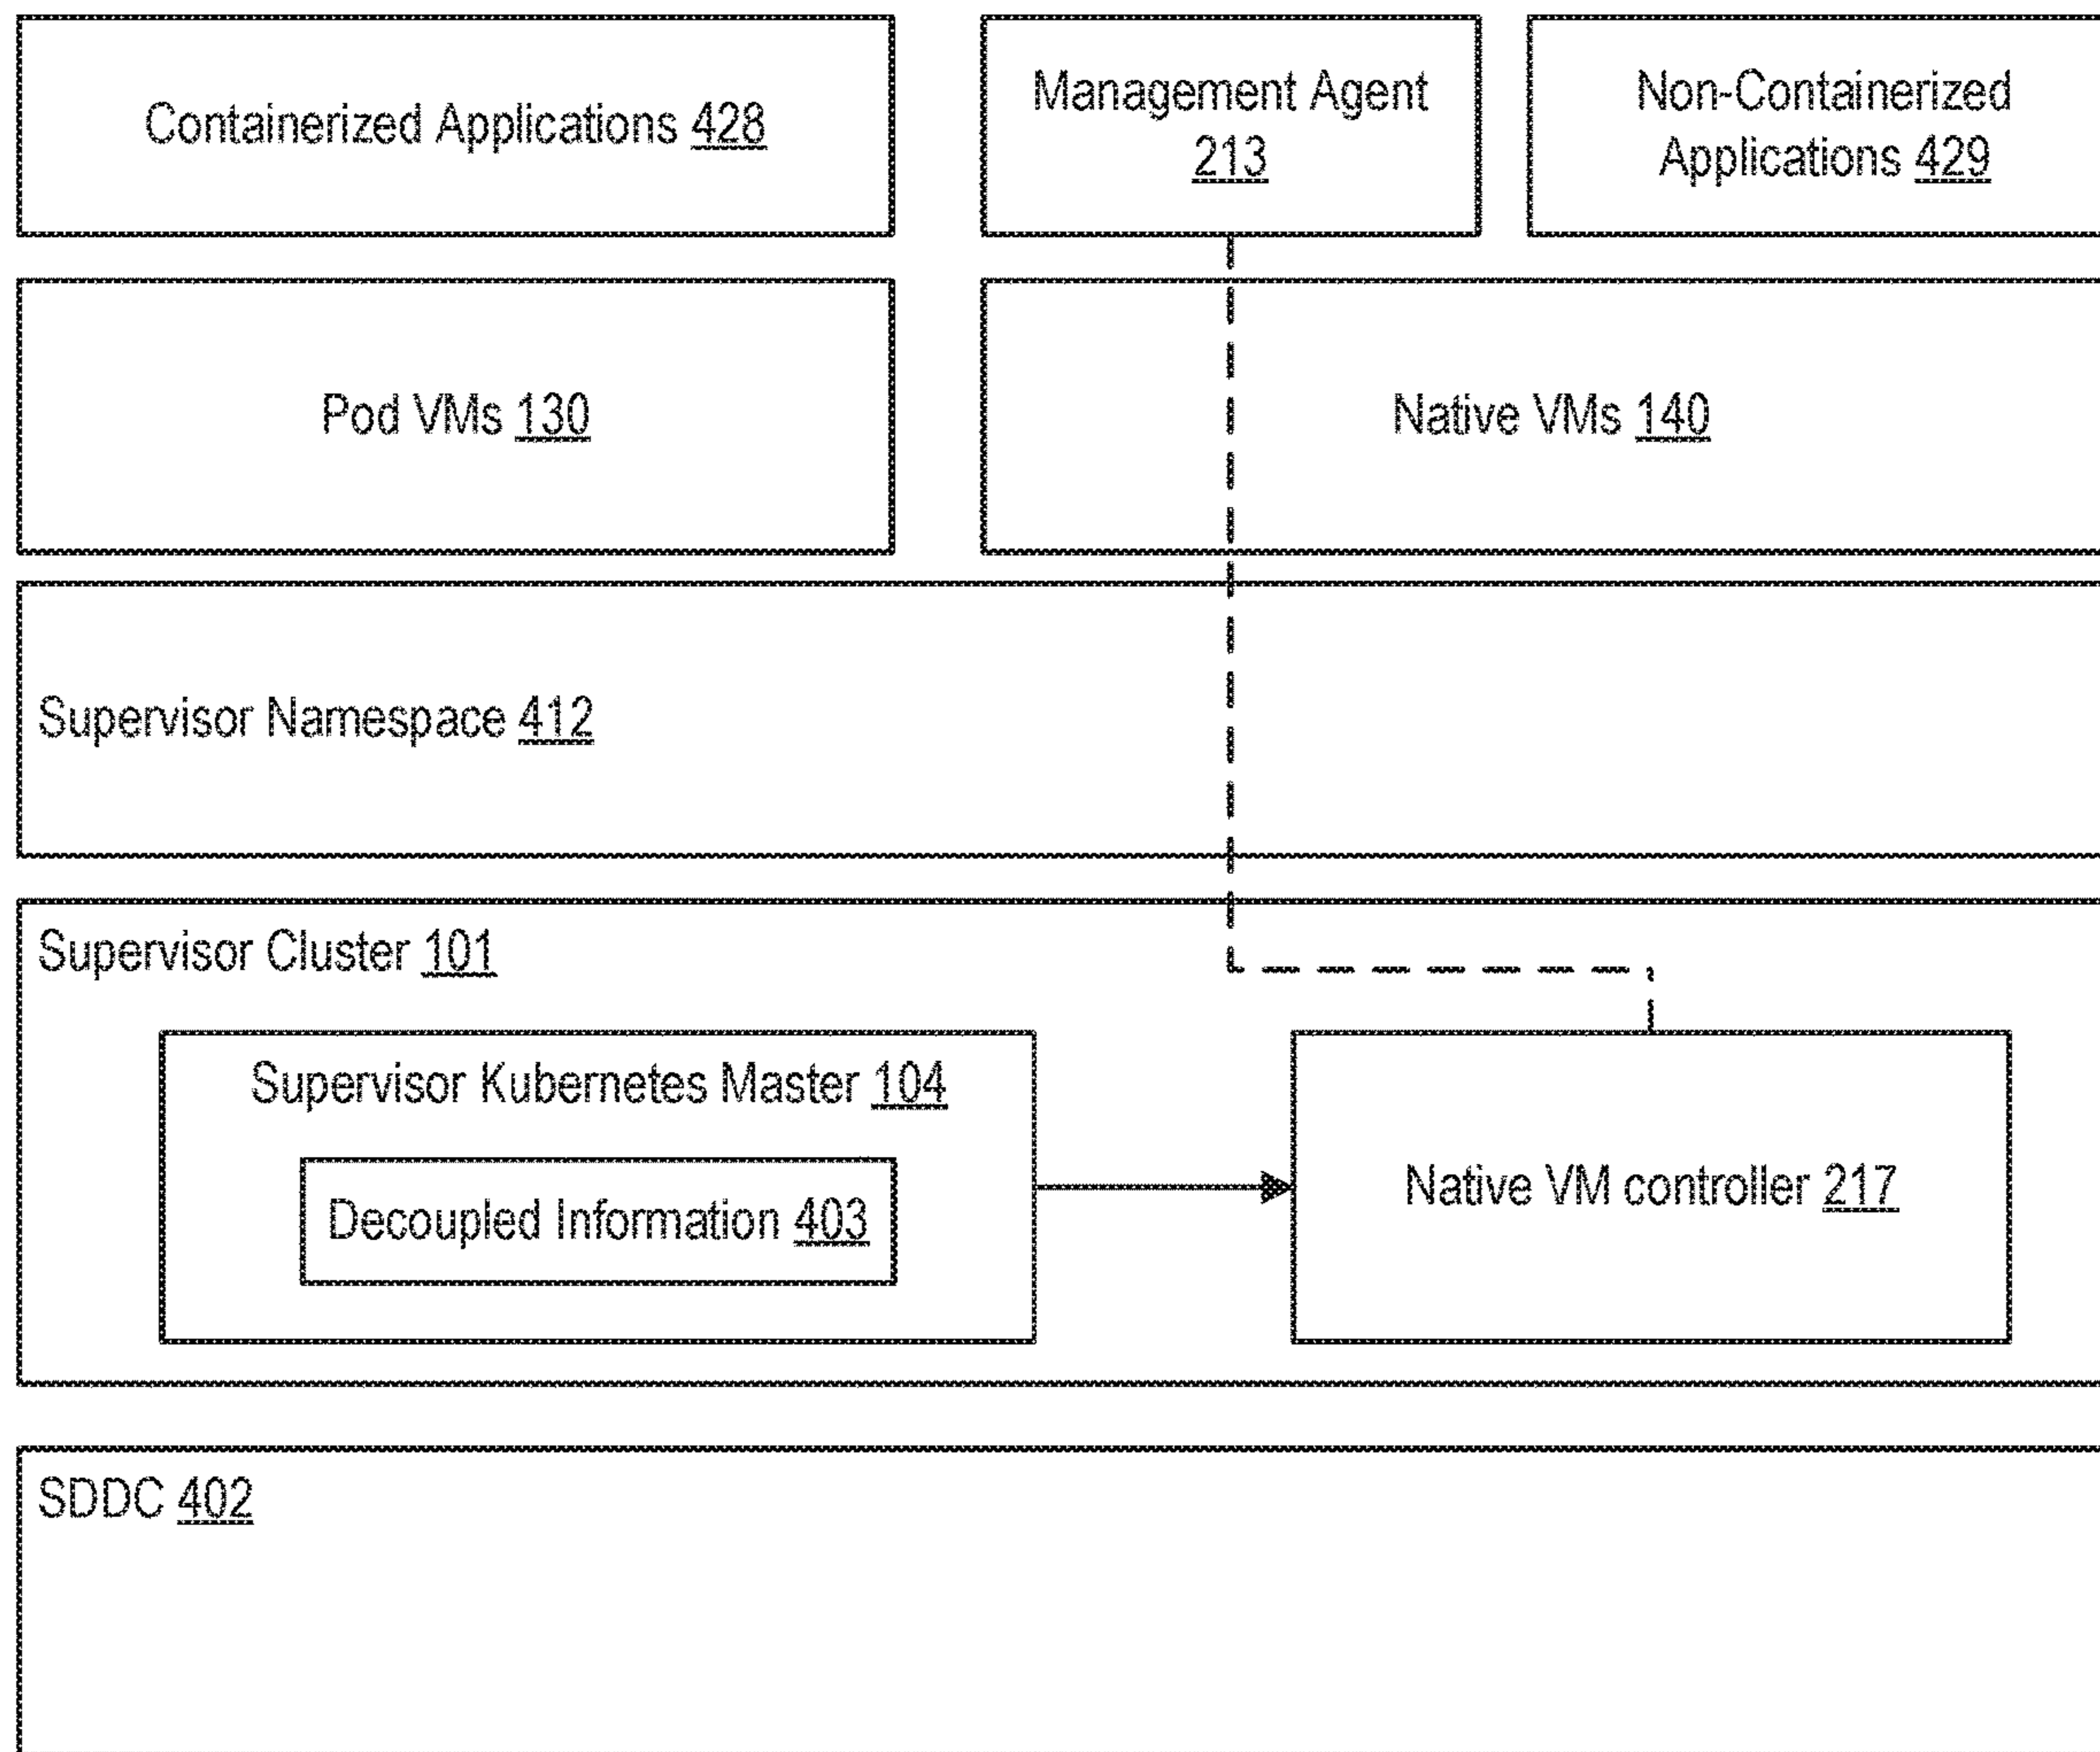 Containerized Applications 428
Management Agent
213
Non-Containerized
Applications 429
Pod VMs 130
Native VMs 140
Supervisor Namespace 412
Supervisor Cluster 101
Supervisor Kubernetes Master 104
Decoupled Information 403
Native VM controller 217
SDDC 402